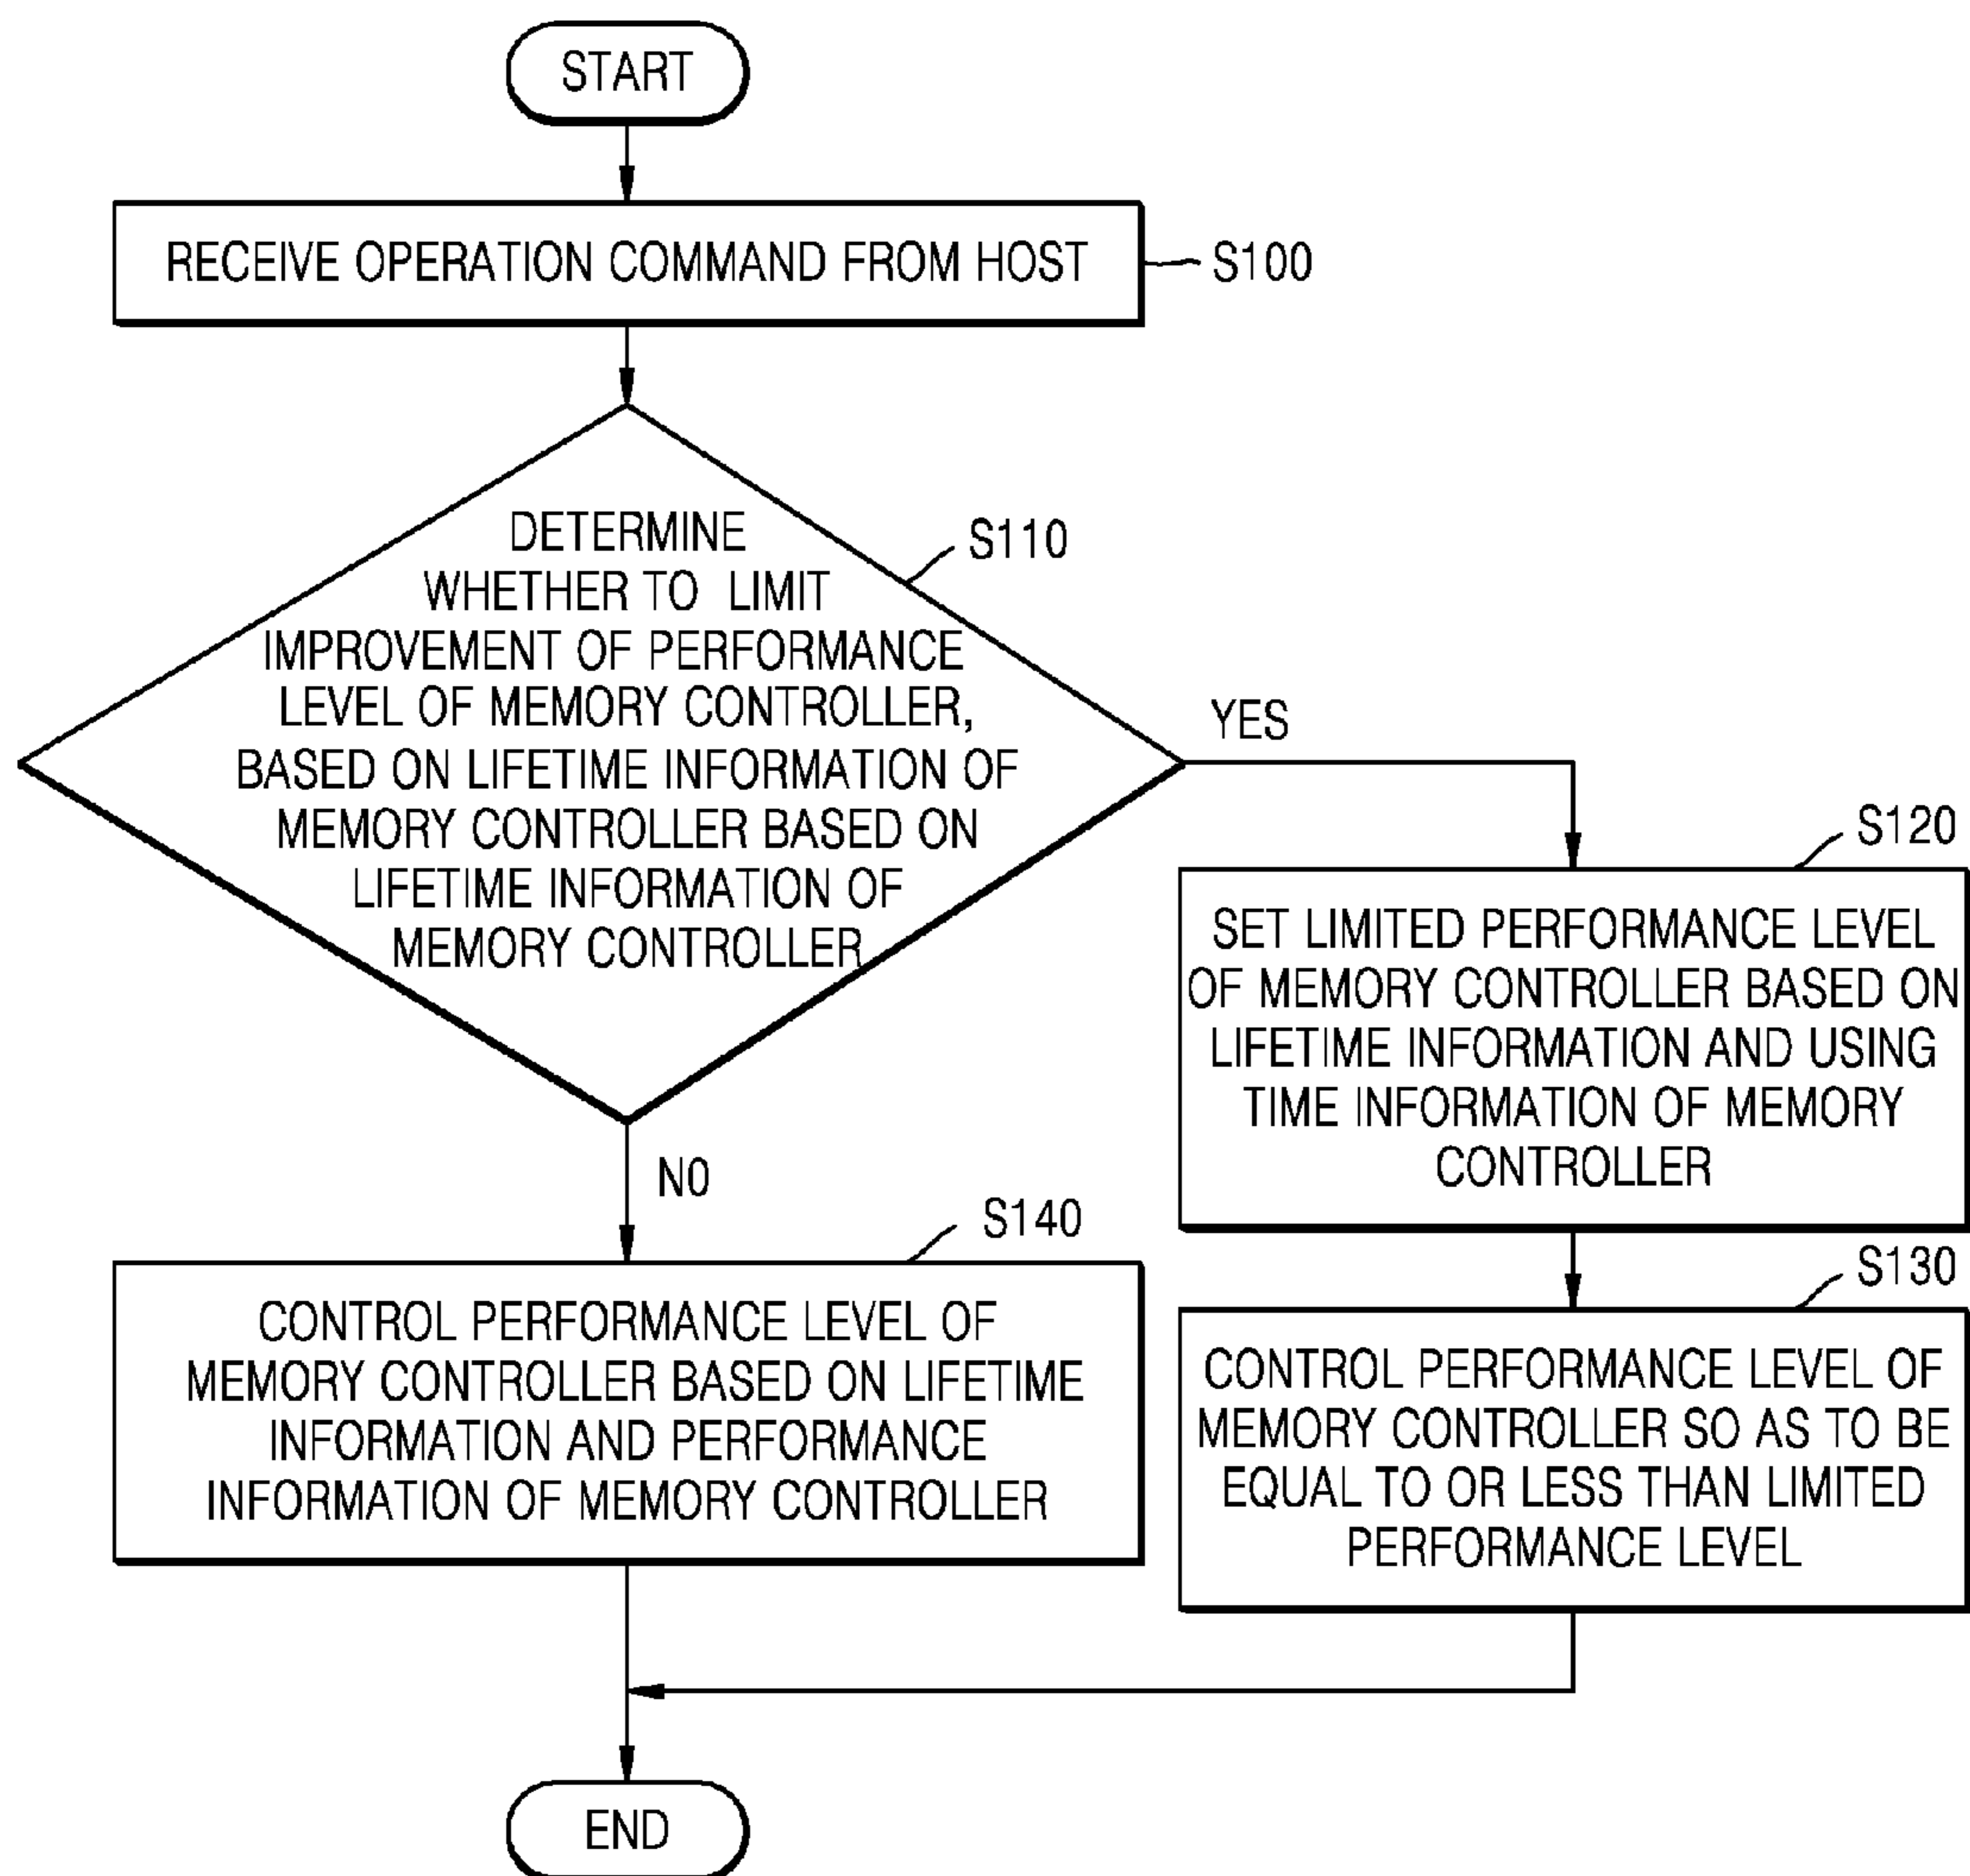 START
RECEIVE OPERATION COMMAND FROM HOST
S100
DETERMINE
WHETHER TO LIMIT
IMPROVEMENT OF PERFORMANCE
LEVEL OF MEMORY CONTROLLER,
BASED ON LIFETIME INFORMATION OF
MEMORY CONTROLLER BASED ON
LIFETIME INFORMATION OF
MEMORY CONTROLLER
S110
YES
S120
SET LIMITED PERFORMANCE LEVEL
OF MEMORY CONTROLLER BASED ON
LIFETIME INFORMATION AND USING
TIME INFORMATION OF MEMORY
CONTROLLER
NO
S140
CONTROL PERFORMANCE LEVEL OF
MEMORY CONTROLLER BASED ON LIFETIME
INFORMATION AND PERFORMANCE
INFORMATION OF MEMORY CONTROLLER
S130
CONTROL PERFORMANCE LEVEL OF
MEMORY CONTROLLER SO AS TO BE
EQUAL TO OR LESS THAN LIMITED
PERFORMANCE LEVEL
END